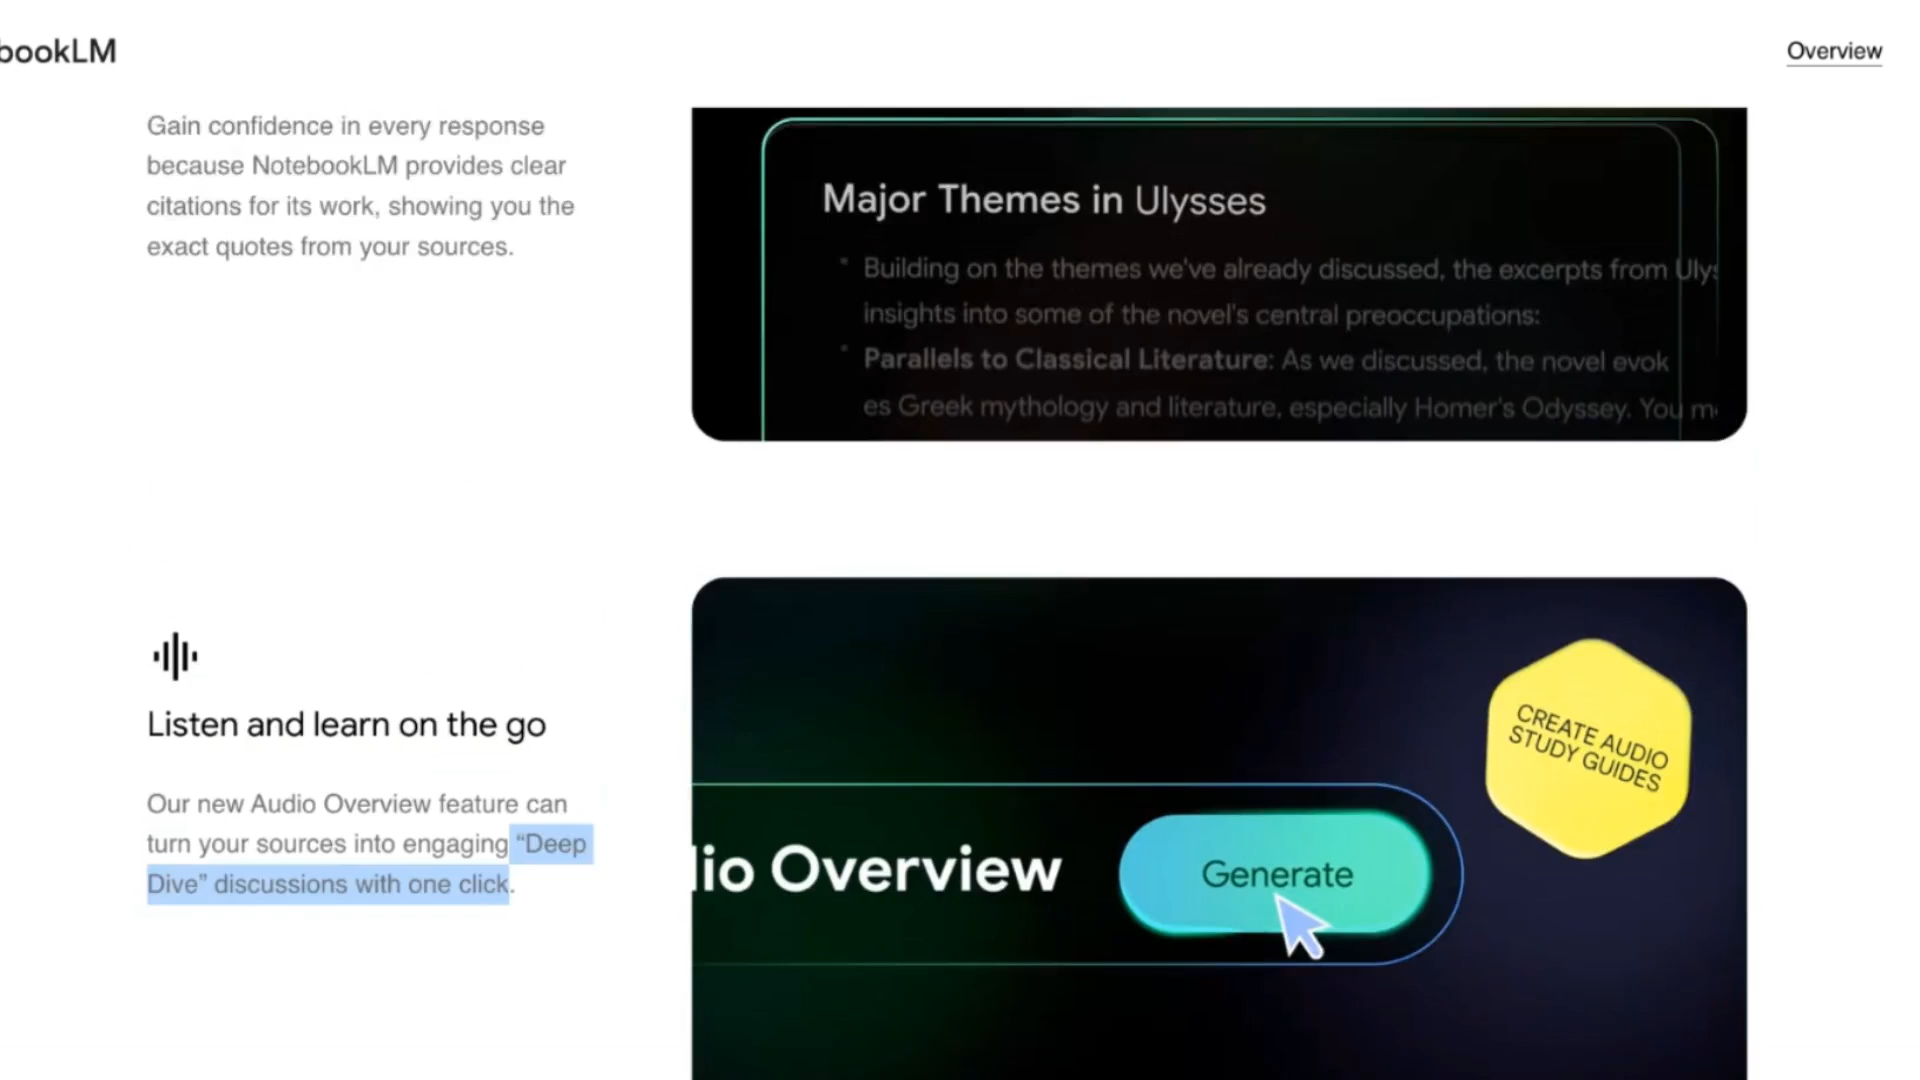 bookLM
Overview
Gain confidence in every response
because NotebookLM provides clear
citations for its work, showing you the
exact quotes from your sources.
Major Themes in Ulysses
Building on the themes we've already discussed, the excerpts from Ulys
insights into some of the novel's central preoccupations:
Parallels to Classical Literature: As we discussed, the novel evok
es Greek mythology and literature, especially Homer's Odyssey. You m
Listen and learn on the go
Our new Audio Overview feature can
turn your sources into engaging “Deep
Dive” discussions with one click.
CREATE AUDIO
STUDY GUIDES
dio Overview
Generate